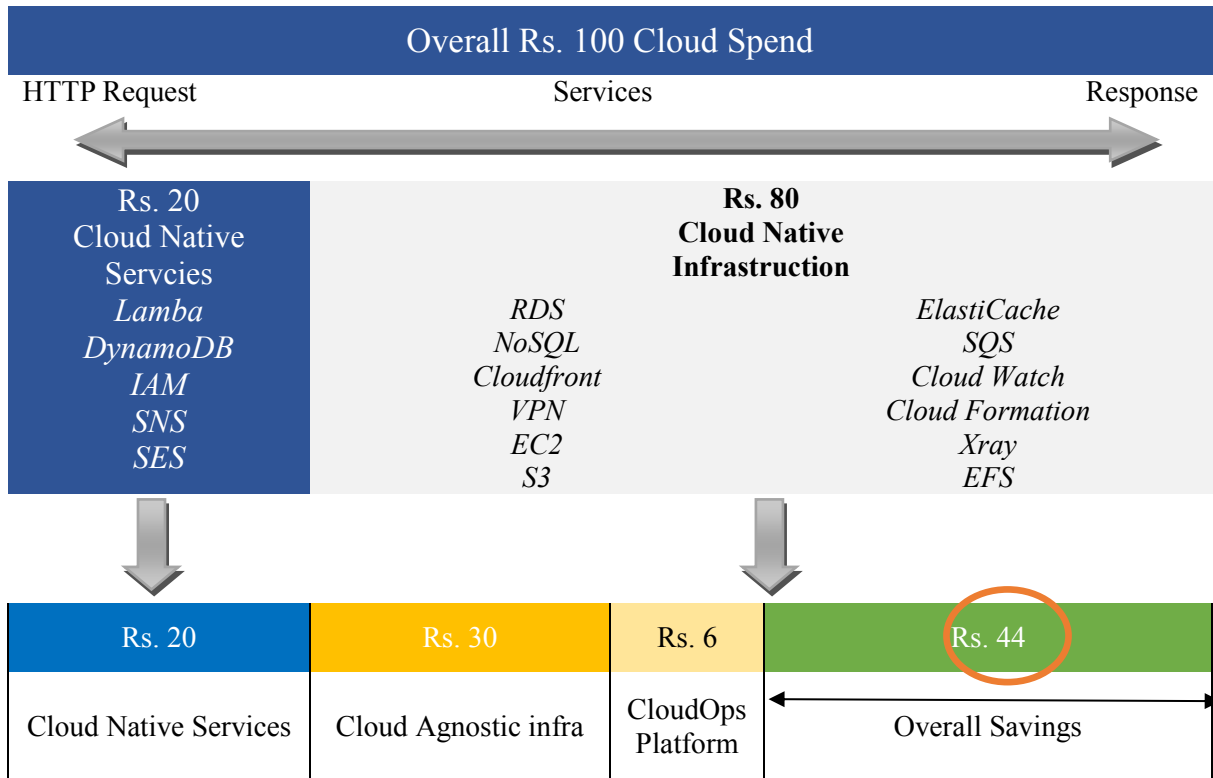 Overall Rs. 100 Cloud Spend
HTTP Request Services Response
Rs. 20
Cloud Native
Servcies
Lamba
DynamoDB
IAM
SNS
SES
Rs. 80
Cloud Native
Infrastruction
RDS
NoSQL
Cloudfront
VPN
EC2
S3
ElastiCache
SQS
Cloud Watch
Cloud Formation
Xray
EFS
Rs. 20 Rs. 30 Rs. 6 Rs. 44
Cloud Native Services
Cloud Agnostic infra
CloudOps
Platform
Overall Savings